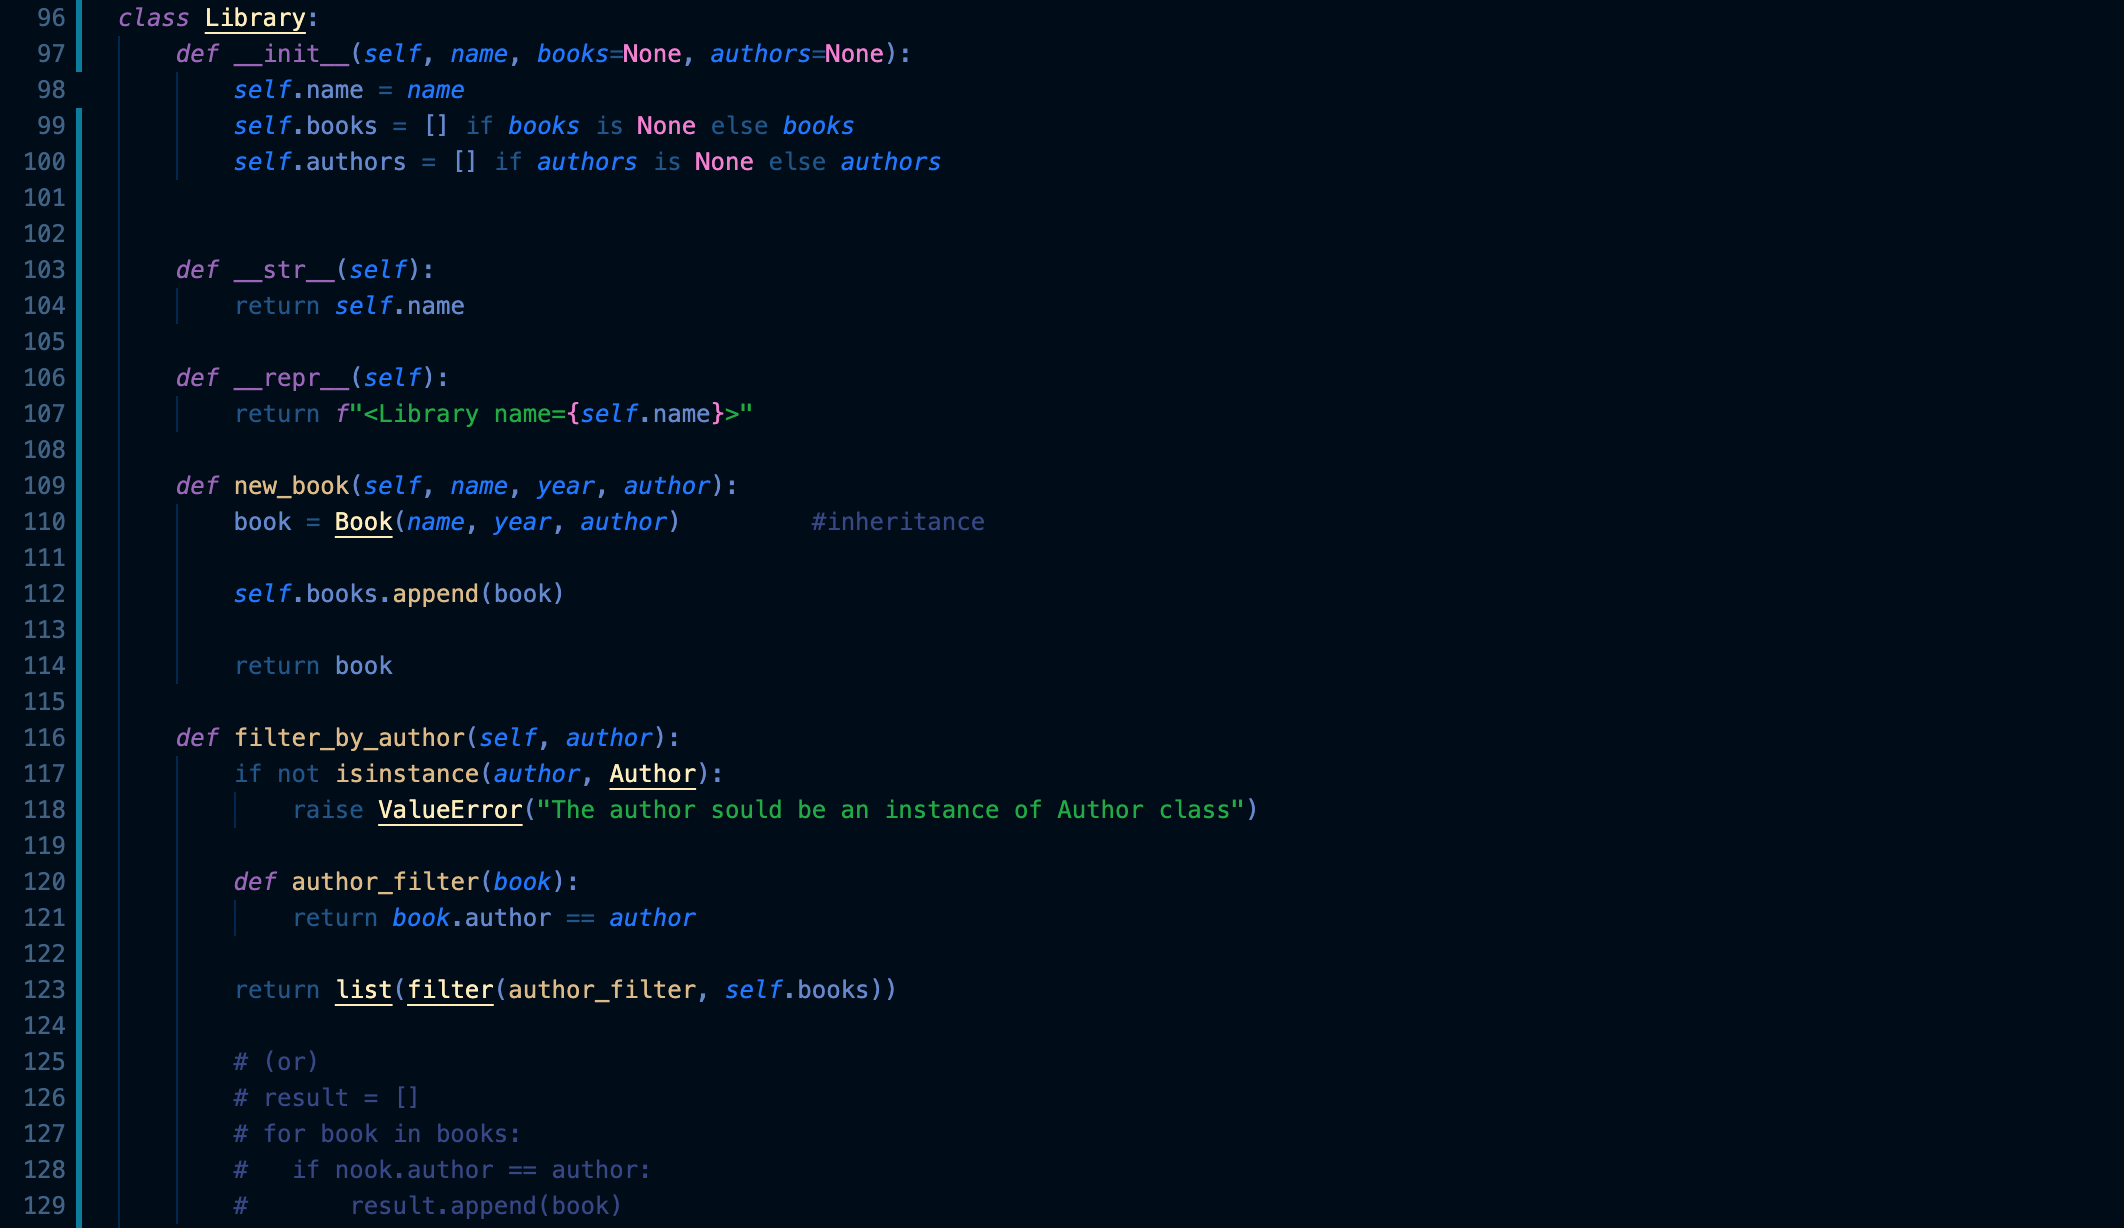 96 class Library:
97     def __init__(self, name, books=None, authors=None):
98         self.name = name
99         self.books = [] if books is None else books
100         self.authors = [] if authors is None else authors
101
102
103     def __str__(self):
104         return self.name
105
106     def __repr__(self):
107         return f"<Library name={self.name}>"
108
109     def new_book(self, name, year, author):
110         book = Book(name, year, author)         #inheritance
111
112         self.books.append(book)
113
114         return book
115
116     def filter_by_author(self, author):
117         if not isinstance(author, Author):
118             raise ValueError("The author sould be an instance of Author class")
119
120         def author_filter(book):
121             return book.author == author
122
123         return list(filter(author_filter, self.books))
124
125         # (or)
126         # result = []
127         # for book in books:
128         #   if nook.author == author:
129         #       result.append(book)